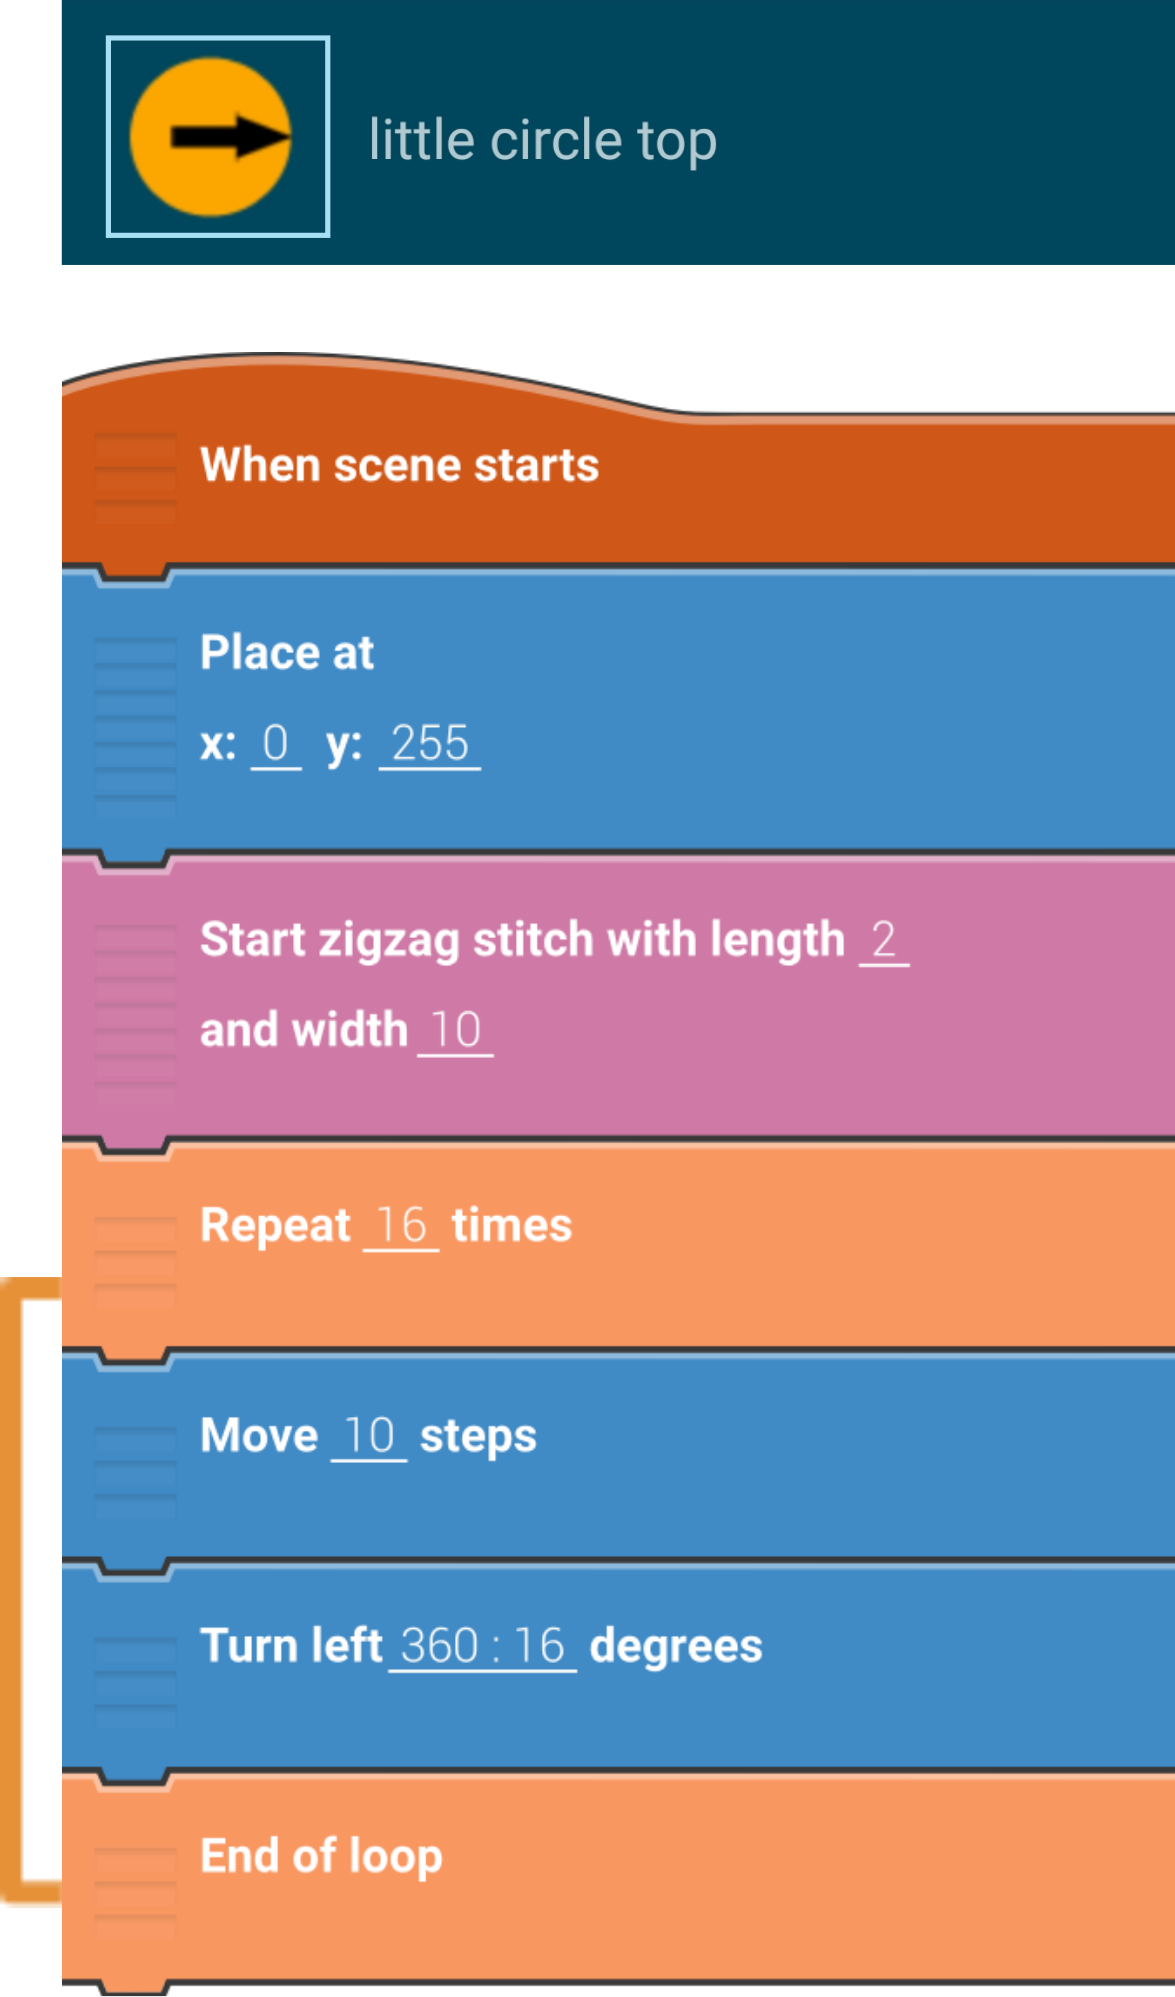 little circle top
When scene starts
Place at
x: 0 y: 255
Start zigzag stitch with length 2
and width 10
Repeat 16 times
Move 10 steps
Turn left 360 : 16 degrees
End of loop